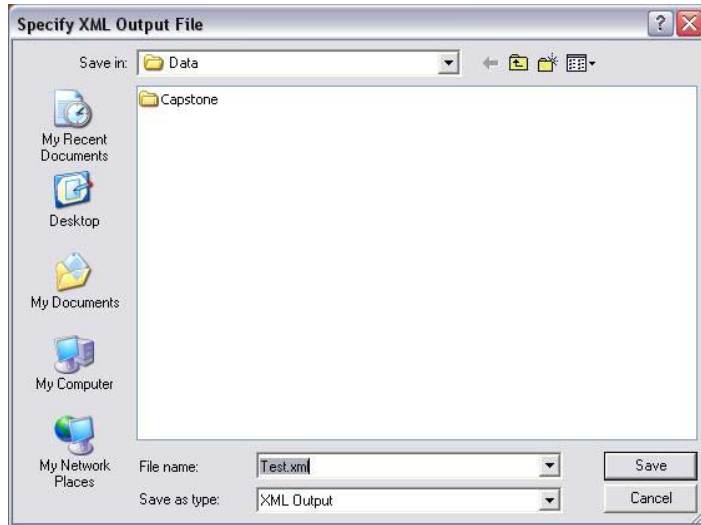 Specify XML Output File
Save in:
Data
Capstone
My Recent
Documents
Desktop
My Documents
My Computer
My Network
Places
File name:
Test.xml
Save
Save as type:
XML Output
Cancel